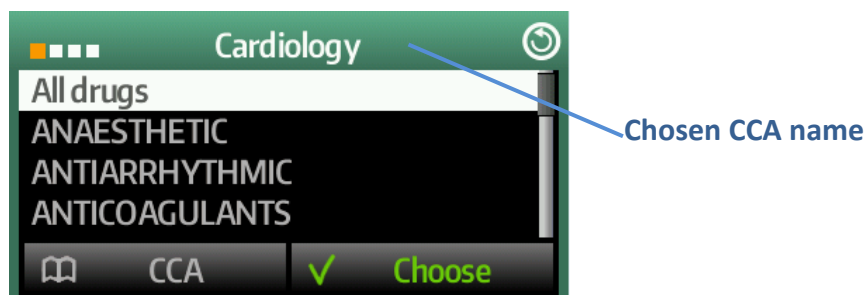 Cardiology
All drugs
ANAESTHETIC
ANTIARRHYTHMIC
ANTICOAGULANTS
CCA
Choose
Chosen CCA name